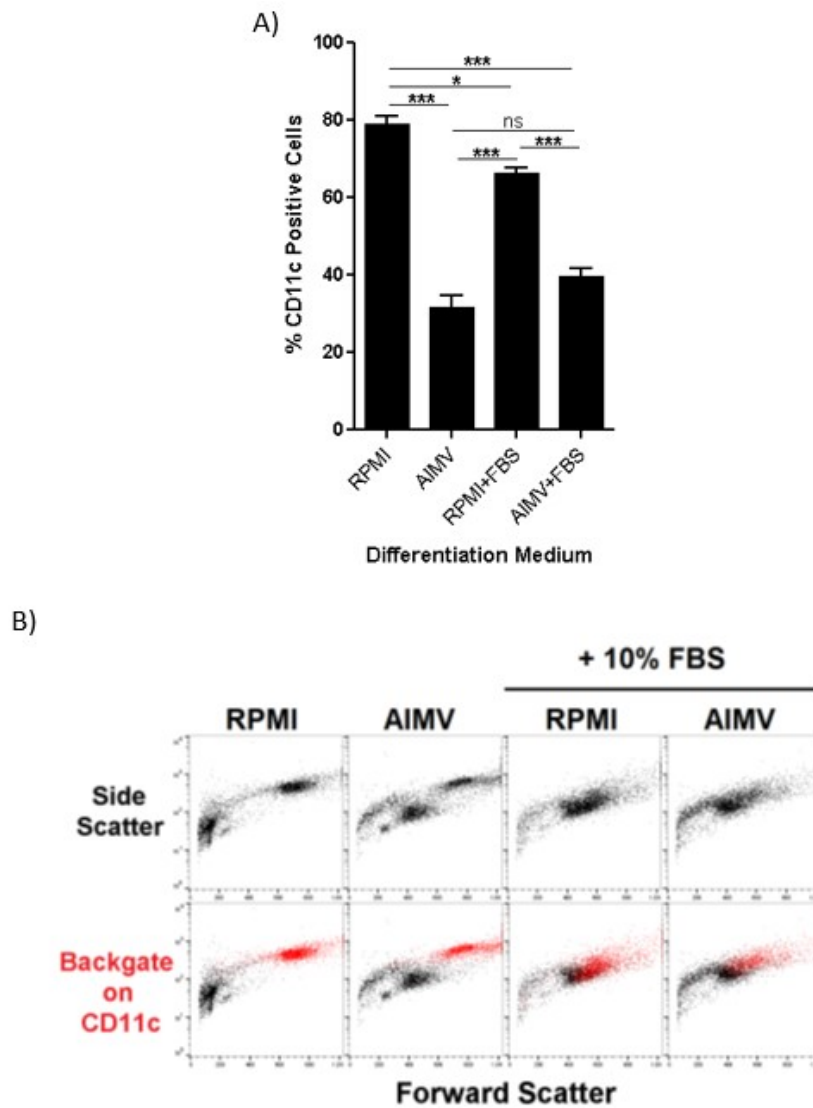 A)
100
80
60
40
20
0
% CD11c Positive Cells
***
*
***
ns
***
***
RPMI
AIMV
RPMI+FBS
AIMV+FBS
Differentiation Medium
B)
+ 10% FBS
RPMI
AIMV
RPMI
AIMV
Side
Scatter
Backgate
on
CD11c
Forward Scatter